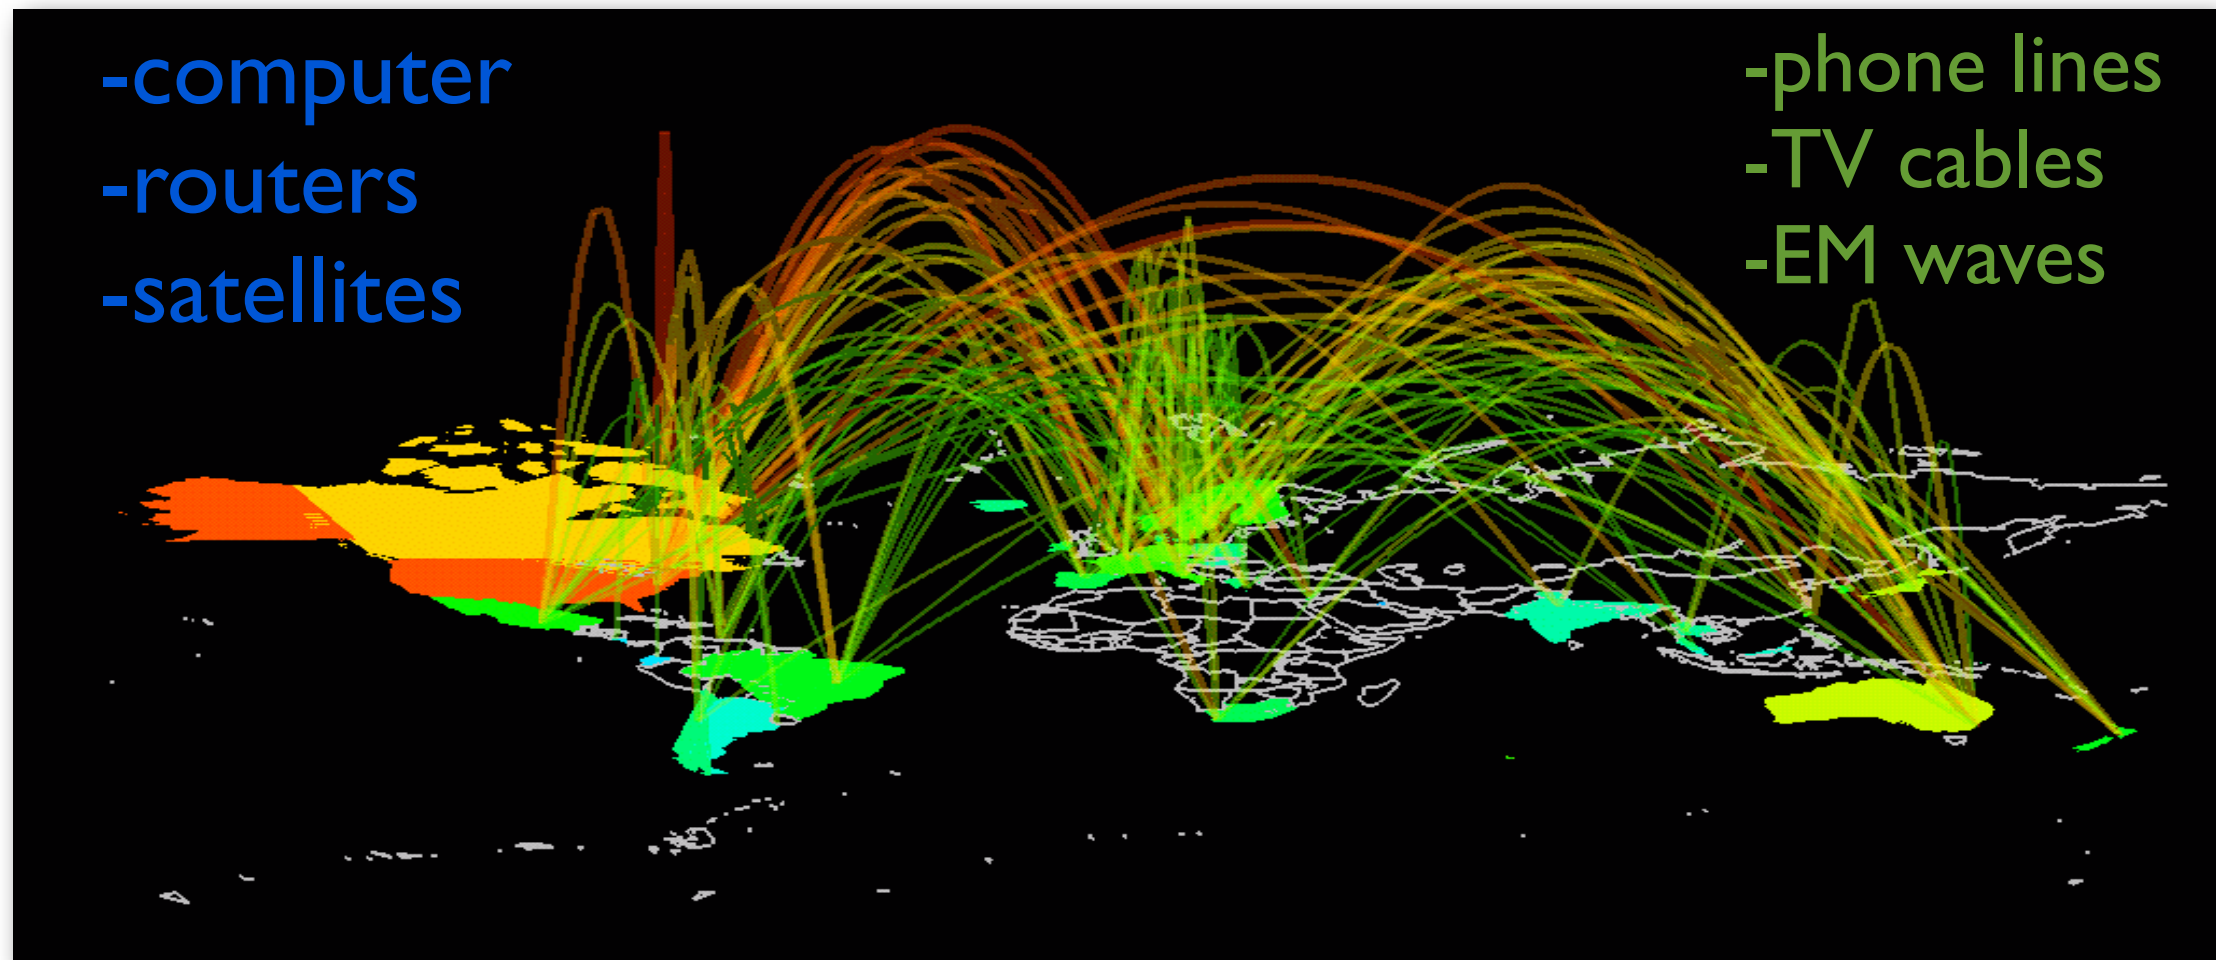 -computer
-routers
-satellites
-phone lines
-TV cables
-EM waves